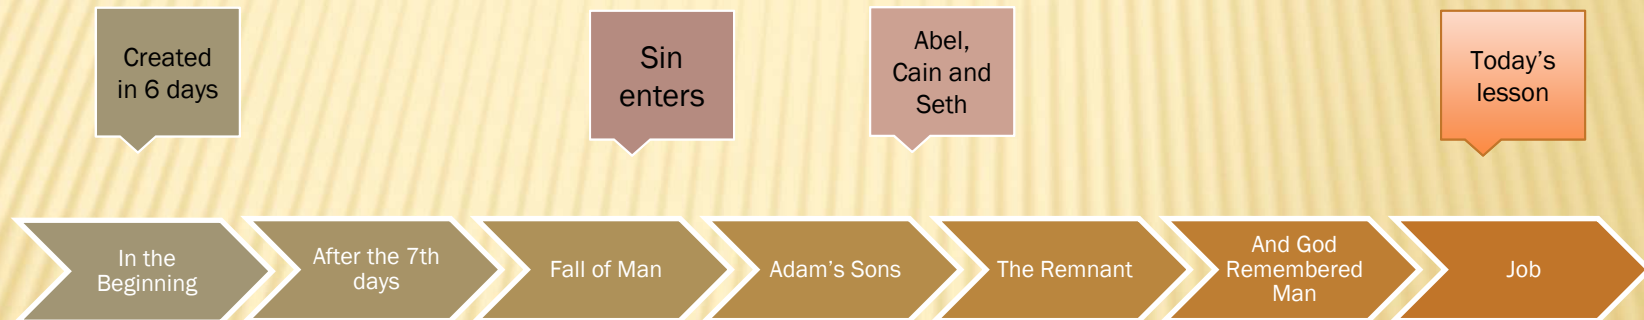 Created
in 6 days
Sin
enters
Abel,
Cain and
Seth
Today's
lesson
In the
Beginning
After the 7th
days
Fall of Man
Adam's Sons
The Remnant
And God
Remembered
Man
Job